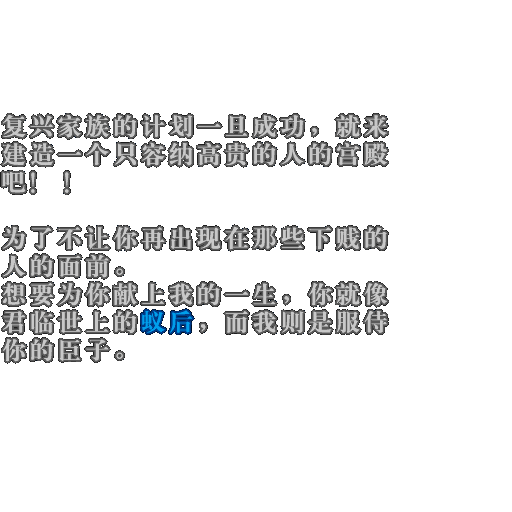 复兴家族的计划一旦成功，就来
建造一个只容纳高贵的人的宫殿
吧！！
为了不让你再出现在那些下贱的
人的面前。
想要为你献上我的一生，你就像
君临世上的蚁后，而我则是服侍
你的臣子。